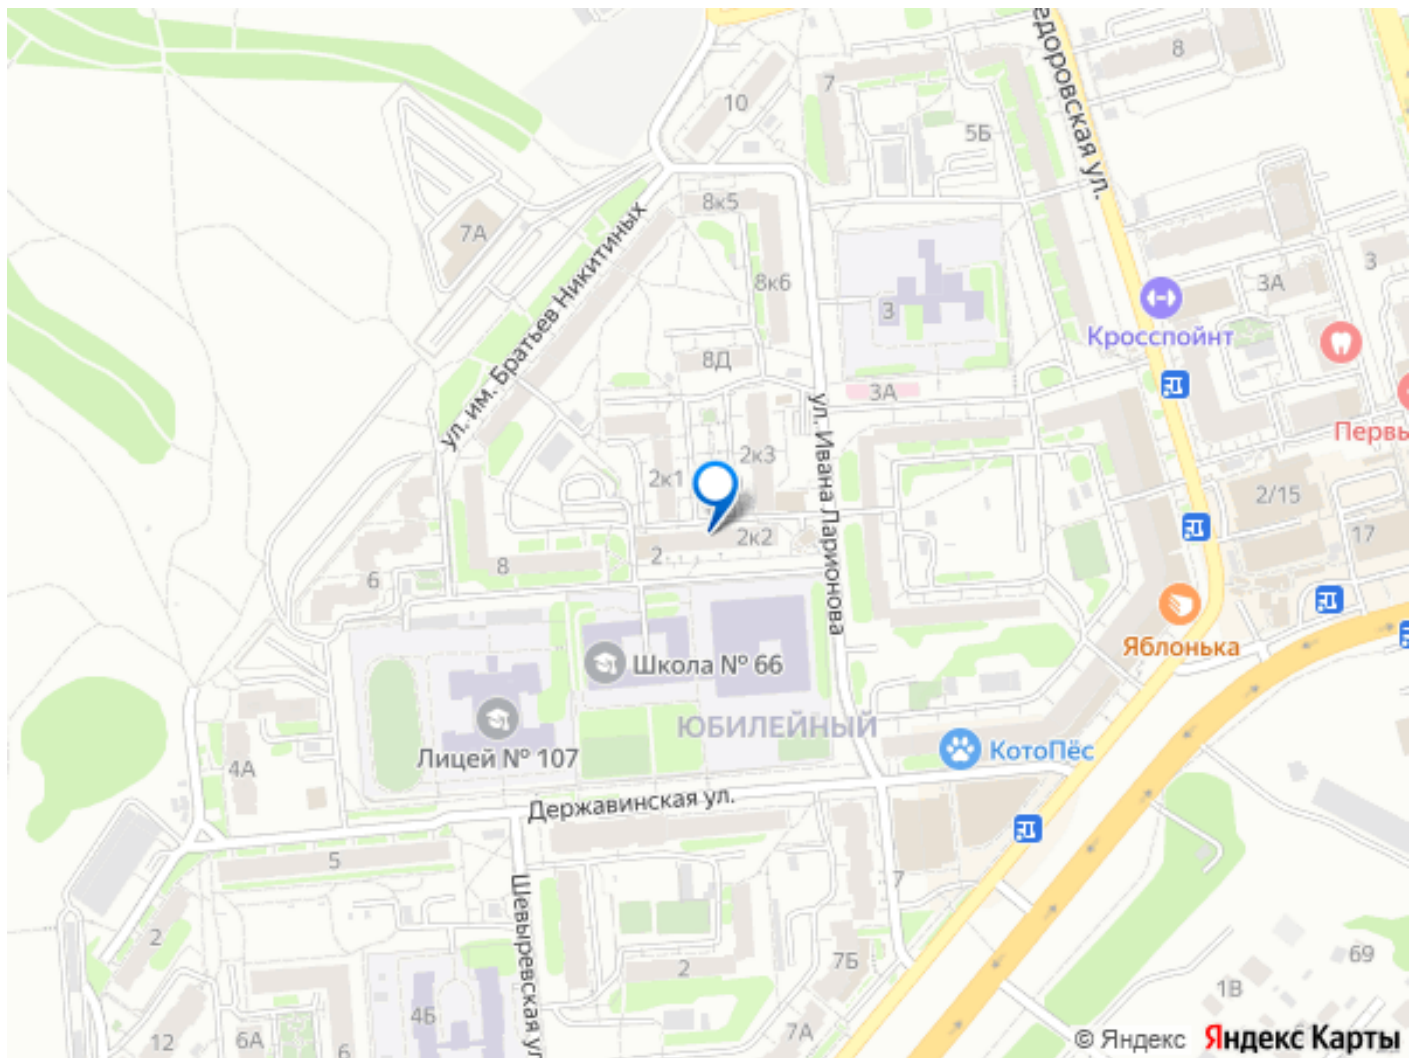 едоровская ул.
8
7
10
5Б
8к5
7А
ул. им. Братьев Никитиных
8к6
3А
3
3
Кросспойнт
8Д
3А
ул. Ивана Ларионова
Первы
2к3
2к1
2/15
17
2к2
2
8
6
Яблонька
Школа № 66
ЮБИЛЕЙНЫЙ
Лицей № 107
КотоПёс
4А
Державинская ул.
5
7
Шевыревская ул
2
69
7Б
2
1В
4Б
7А
12
6А
6
© Яндекс Яндекс Карты